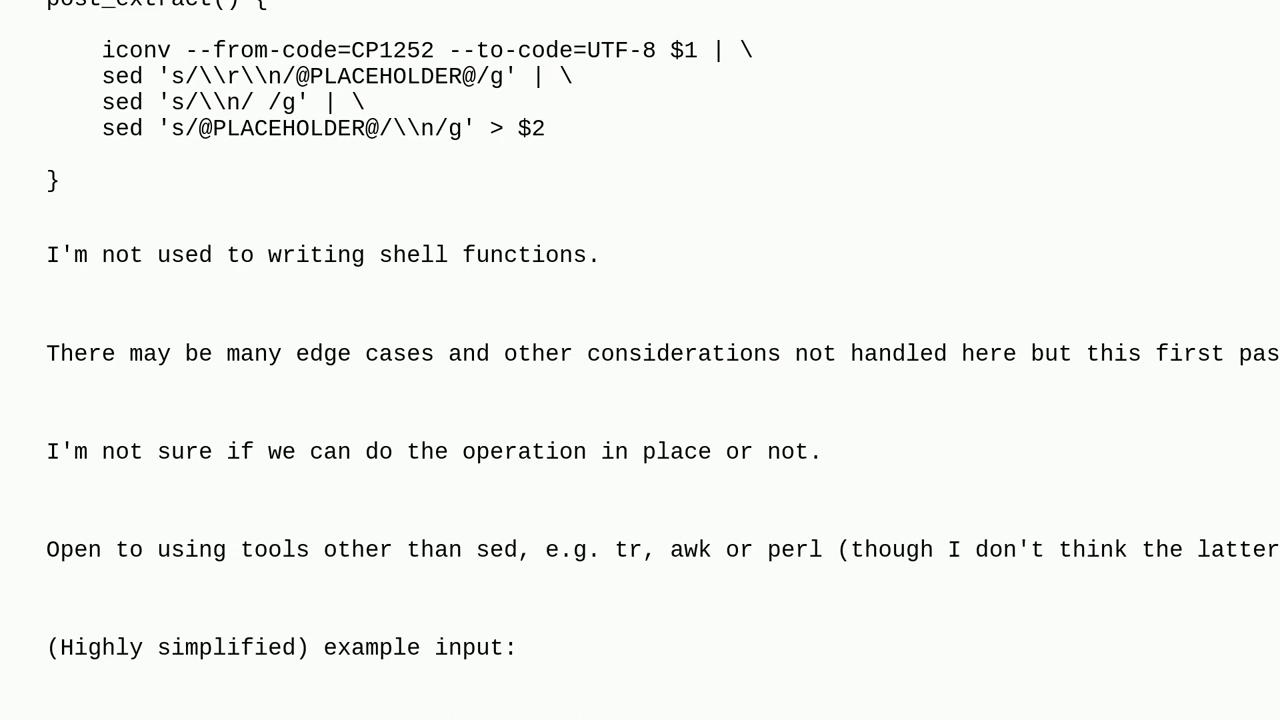 post_extract() {
iconv --from-code=CP1252 --to-code=UTF-8 $1 | \
sed 's/\\r\\n/@PLACEHOLDER@/g' | \
sed 's/\\n/ /g' | \
sed 's/@PLACEHOLDER@/\\n/g' > $2
}
I'm not used to writing shell functions.
There may be many edge cases and other considerations not handled here but this first pas
I'm not sure if we can do the operation in place or not.
Open to using tools other than sed, e.g. tr, awk or perl (though I don't think the latter
(Highly simplified) example input: